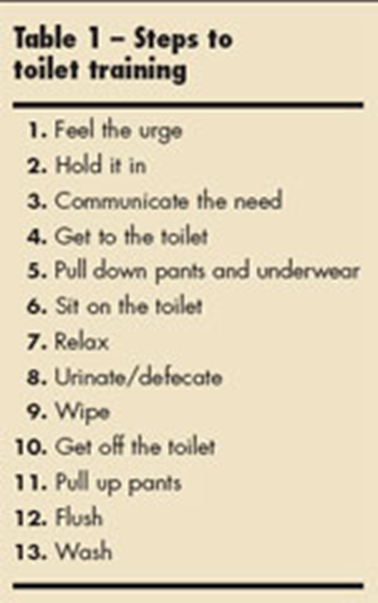 Table 1 – Steps to
toilet training
1. Feel the urge
2. Hold it in
3. Communicate the need
4. Get to the toilet
5. Pull down pants and underwear
6. Sit on the toilet
7. Relax
8. Urinate/defecate
9. Wipe
10. Get off the toilet
11. Pull up pants
12. Flush
13. Wash